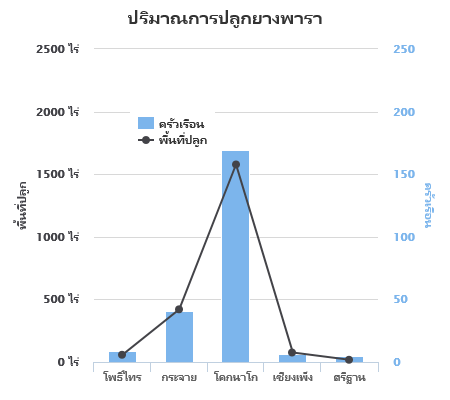 ปริมาณการปลูกยางพารา
2500 ไร่
250
2000 ไร่
200
ครัวเรือน
พื้นที่ปลูก
1500 ไร่
150
พื้นที่ปลูก
ครัวเรือน
1000 ไร่
100
500 ไร่
50
0 ไร่
0
โพธิ์ไทร
กระจาย
โคกนาโก
เชียงเพ็ง
ศรีฐาน